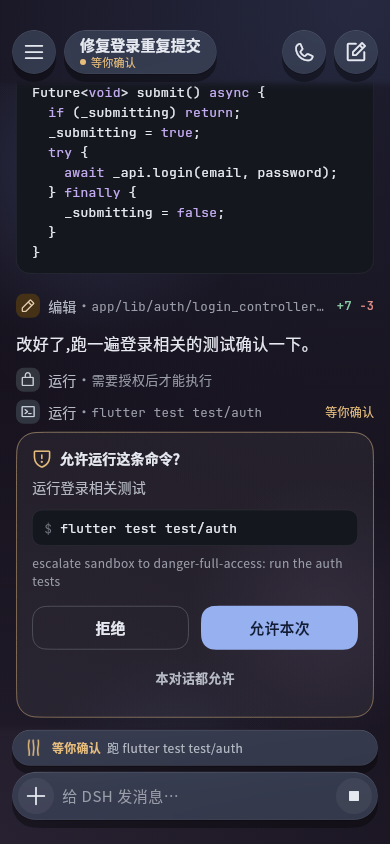 修复登录重复提交
等你确认
Future<void> submit() async {
if (_submitting) return;
_submitting = true;
try {
await _api.login(email, password);
} finally {
_submitting = false;
}
}
编辑 · app/lib/auth/login_controller… +7 -3
改好了,跑一遍登录相关的测试确认一下。
运行 · 需要授权后才能执行
运行 · flutter test test/auth 等你确认
允许运行这条命令?
运行登录相关测试
$ flutter test test/auth
escalate sandbox to danger-full-access: run the auth
tests
拒绝 允许本次
本对话都允许
等你确认 跑 flutter test test/auth
给 DSH 发消息…